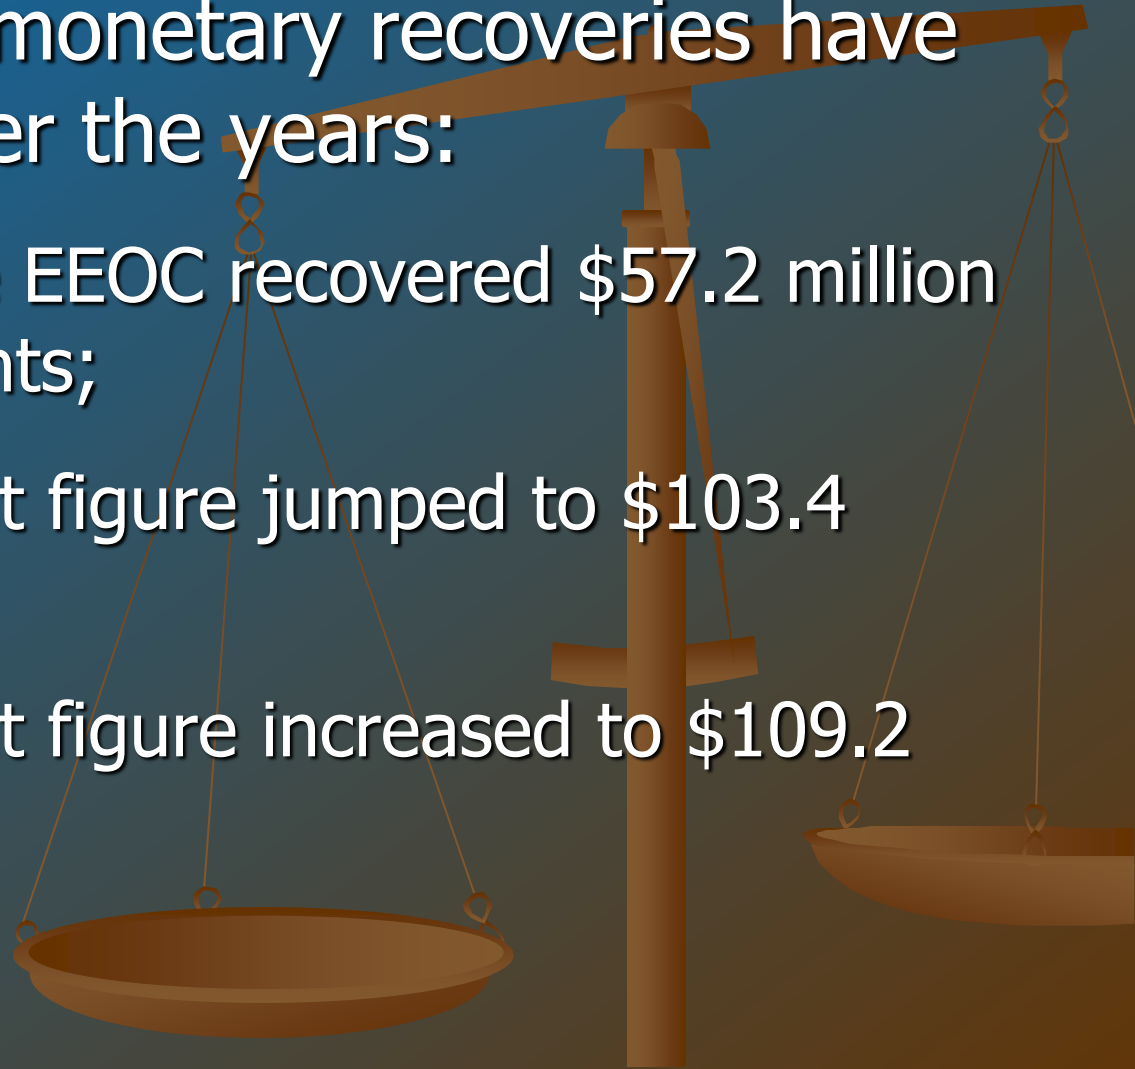 monetary recoveries have
er the years:
EEOC recovered $57.2 million
nts;
t figure jumped to $103.4
t figure increased to $109.2